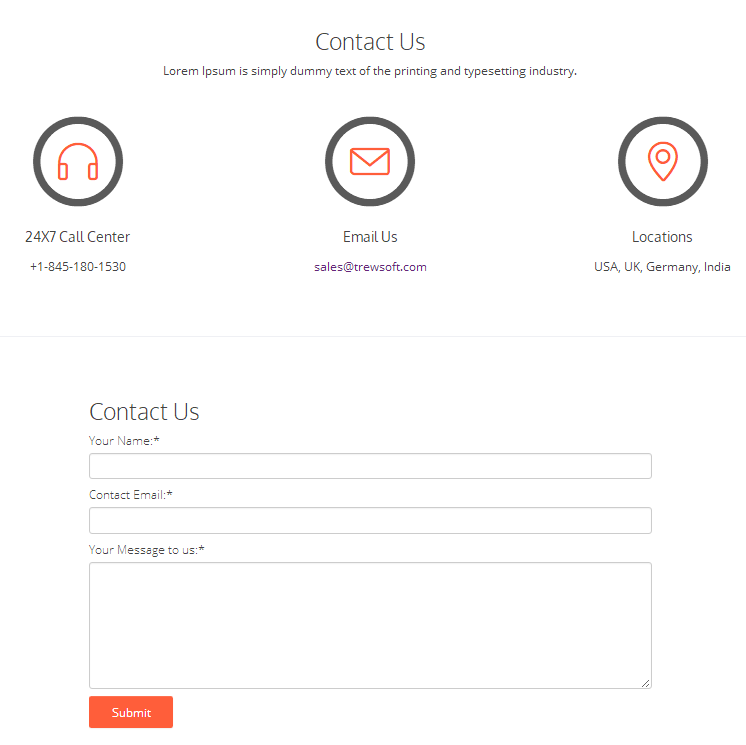 Contact Us
Lorem Ipsum is simply dummy text of the printing and typesetting industry.
24X7 Call Center
Email Us
Locations
+1-845-180-1530
sales@trewsoft.com
USA, UK, Germany, India
Contact Us
Your Name:*
Contact Email:*
Your Message to us:*
Submit